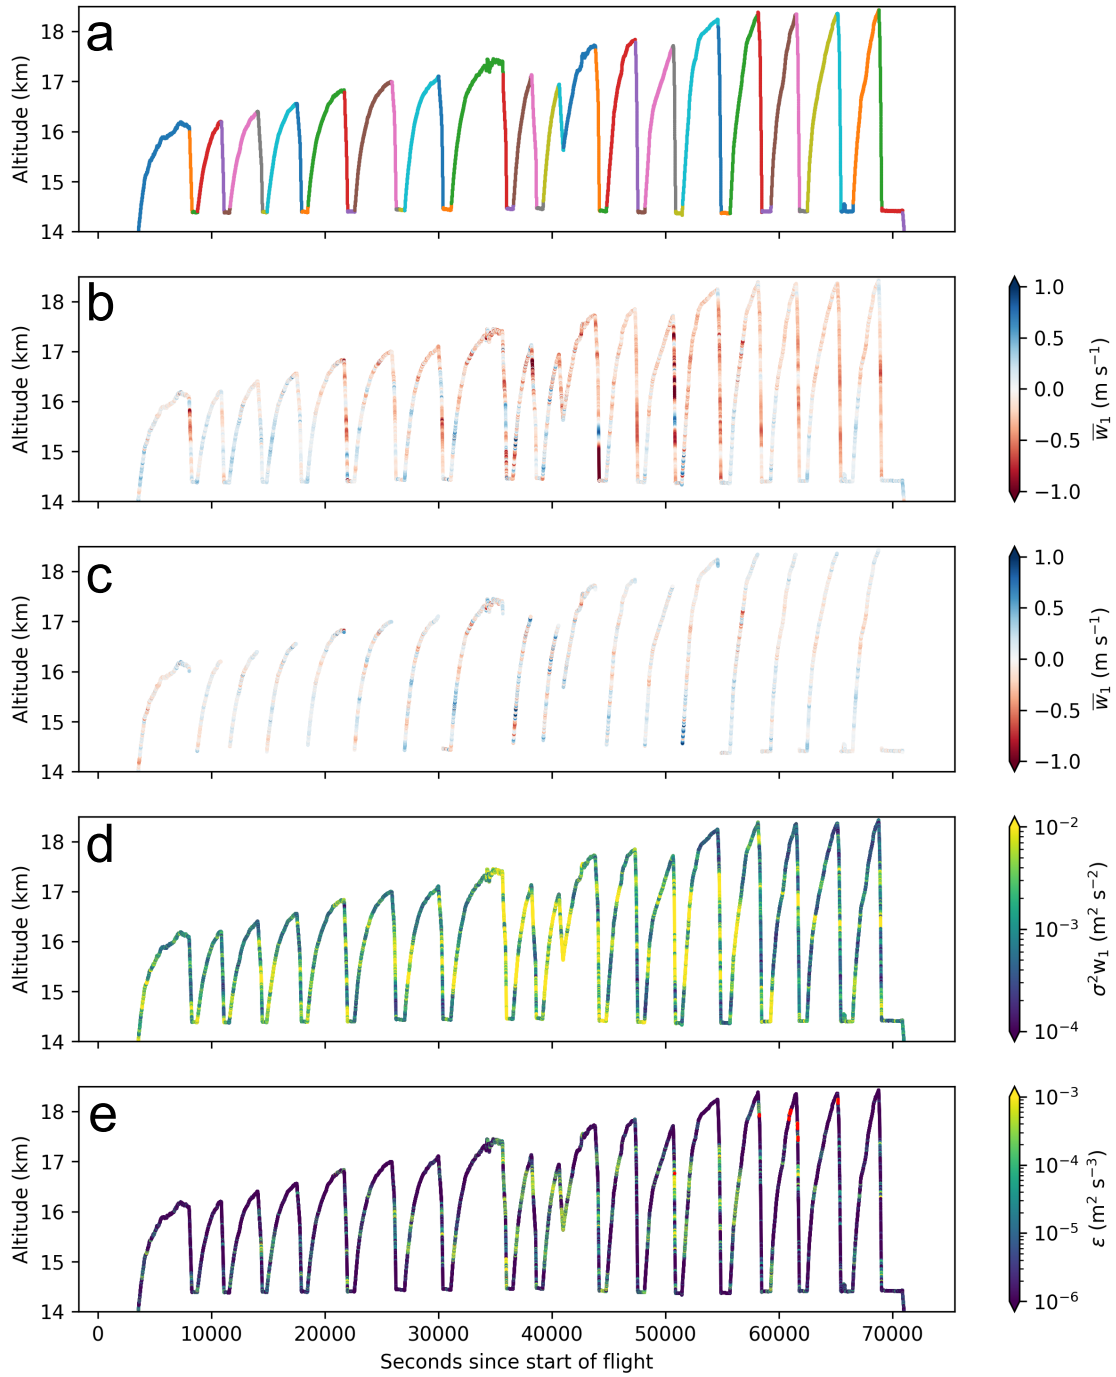 a
18
17
16
15
14
Altitude (km)
b
18
17
16
15
14
Altitude (km)
1.0
0.5
0.0
−0.5
−1.0
w̅₁ (m s⁻¹)
c
18
17
16
15
14
Altitude (km)
1.0
0.5
0.0
−0.5
−1.0
w̅₁ (m s⁻¹)
d
18
17
16
15
14
Altitude (km)
10⁻²
10⁻³
10⁻⁴
σ²w₁ (m² s⁻²)
e
18
17
16
15
14
Altitude (km)
10⁻³
10⁻⁴
10⁻⁵
10⁻⁶
ε (m² s⁻³)
0 10000 20000 30000 40000 50000 60000 70000
Seconds since start of flight